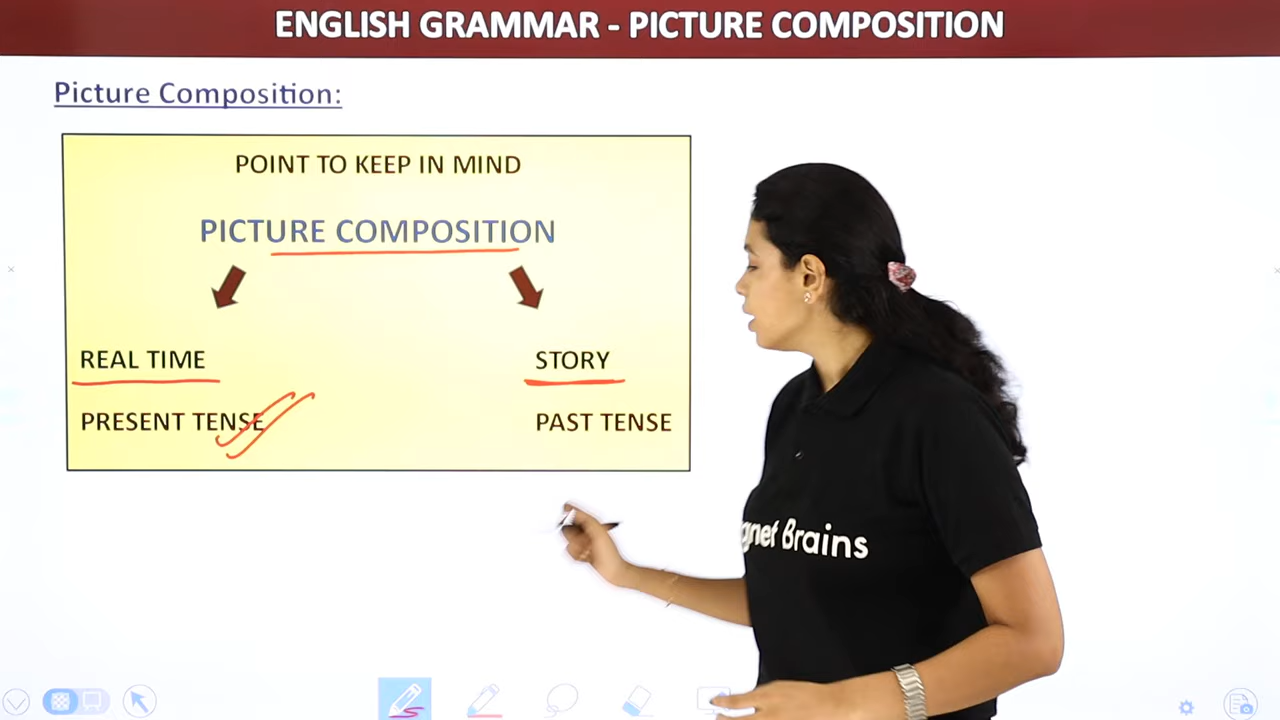 ENGLISH GRAMMAR - PICTURE COMPOSITION
Picture Composition:
POINT TO KEEP IN MIND
PICTURE COMPOSITION
REAL TIME
STORY
PRESENT TENSE
PAST TENSE
Brains